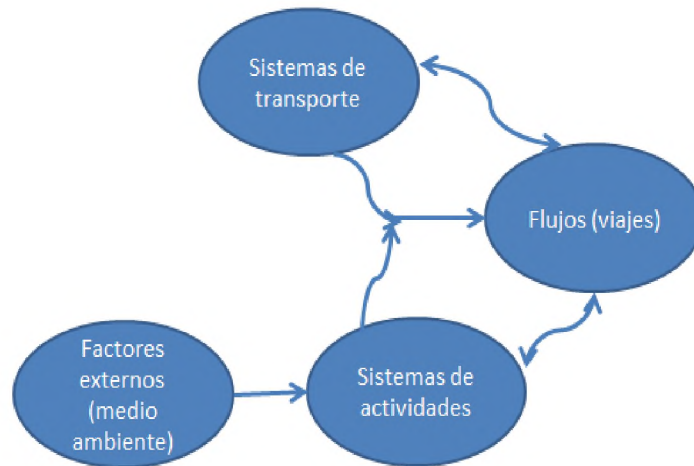 Sistemas de
transporte
Flujos (viajes)
Factores
externos
(medio
ambiente)
Sistemas de
actividades